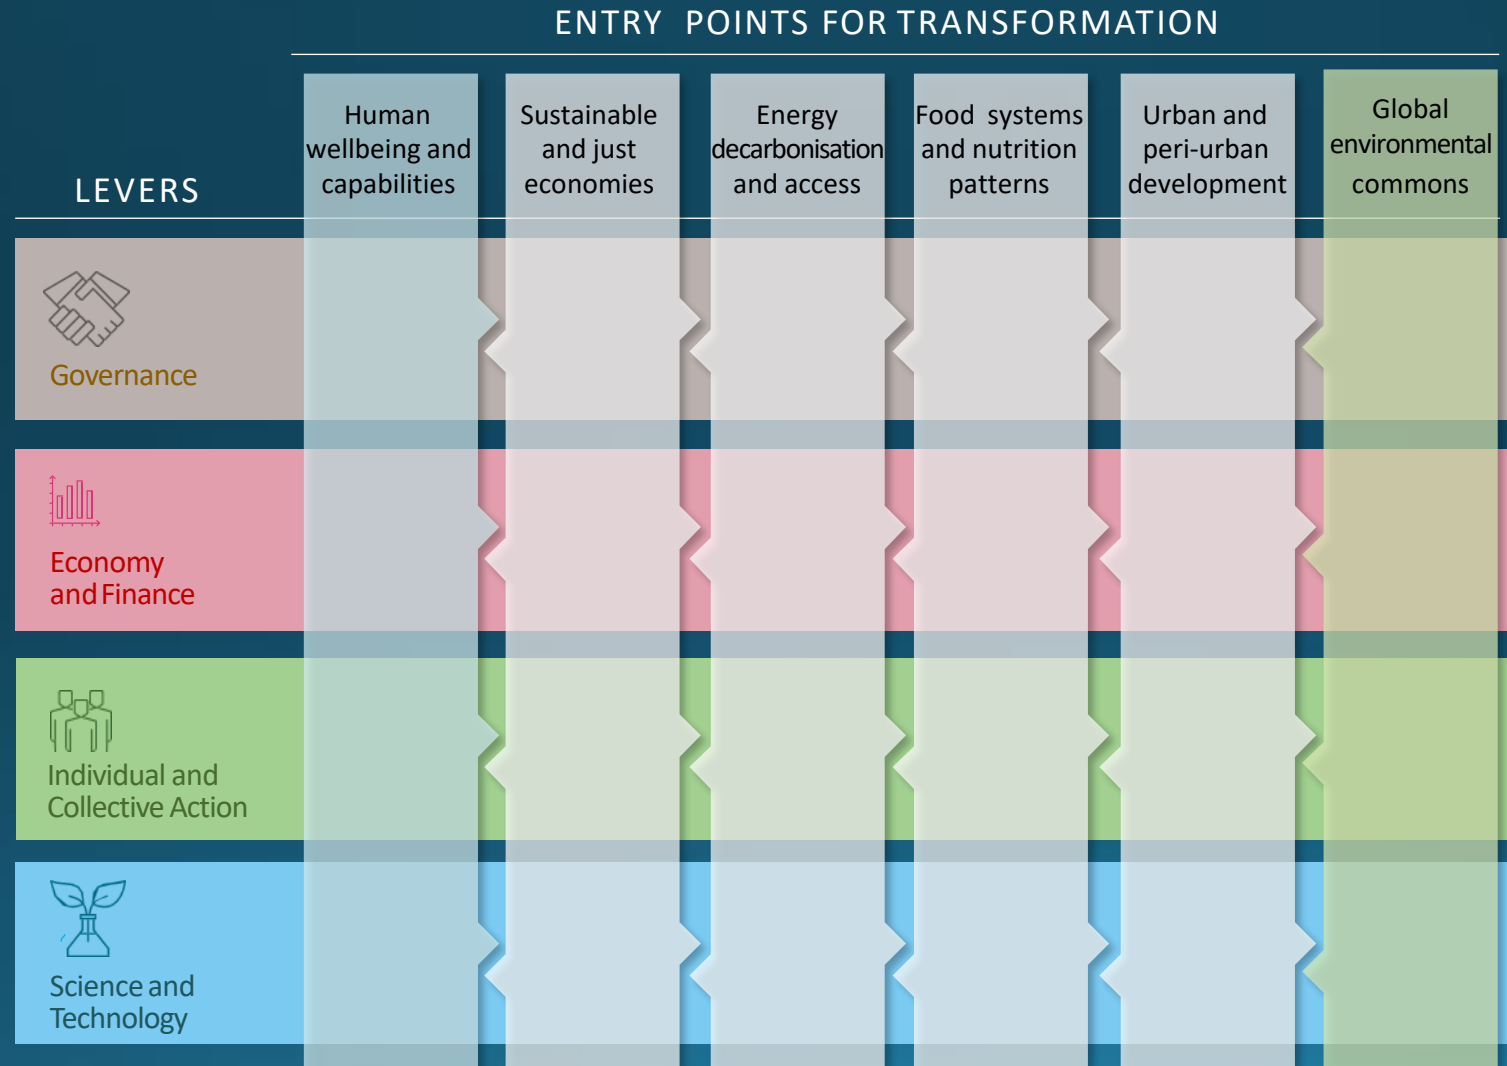 ENTRY POINTS FOR TRANSFORMATION
LEVERS
Human
wellbeing and
capabilities
Sustainable
and just
economies
Energy
decarbonisation
and access
Food systems
and nutrition
patterns
Urban and
peri-urban
development
Global
environmental
commons
Governance
Economy
and Finance
Individual and
Collective Action
Science and
Technology